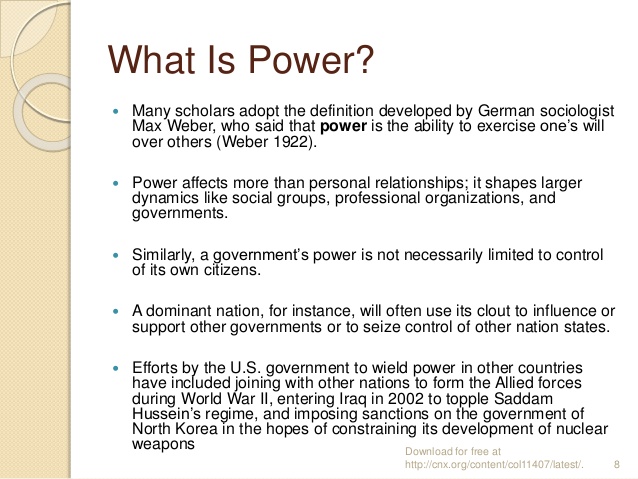 What Is Power?
Many scholars adopt the definition developed by German sociologist
Max Weber, who said that power is the ability to exercise one's will
over others (Weber 1922).
Power affects more than personal relationships; it shapes larger
dynamics like social groups, professional organizations, and
governments.
Similarly, a government's power is not necessarily limited to control
of its own citizens.
A dominant nation, for instance, will often use its clout to influence or
support other governments or to seize control of other nation states.
Efforts by the U.S. government to wield power in other countries
have included joining with other nations to form the Allied forces
during World War II, entering Iraq in 2002 to topple Saddam
Hussein's regime, and imposing sanctions on the government of
North Korea in the hopes of constraining its development of nuclear
weapons
Download for free at
http://cnx.org/content/col11407/latest/.
8